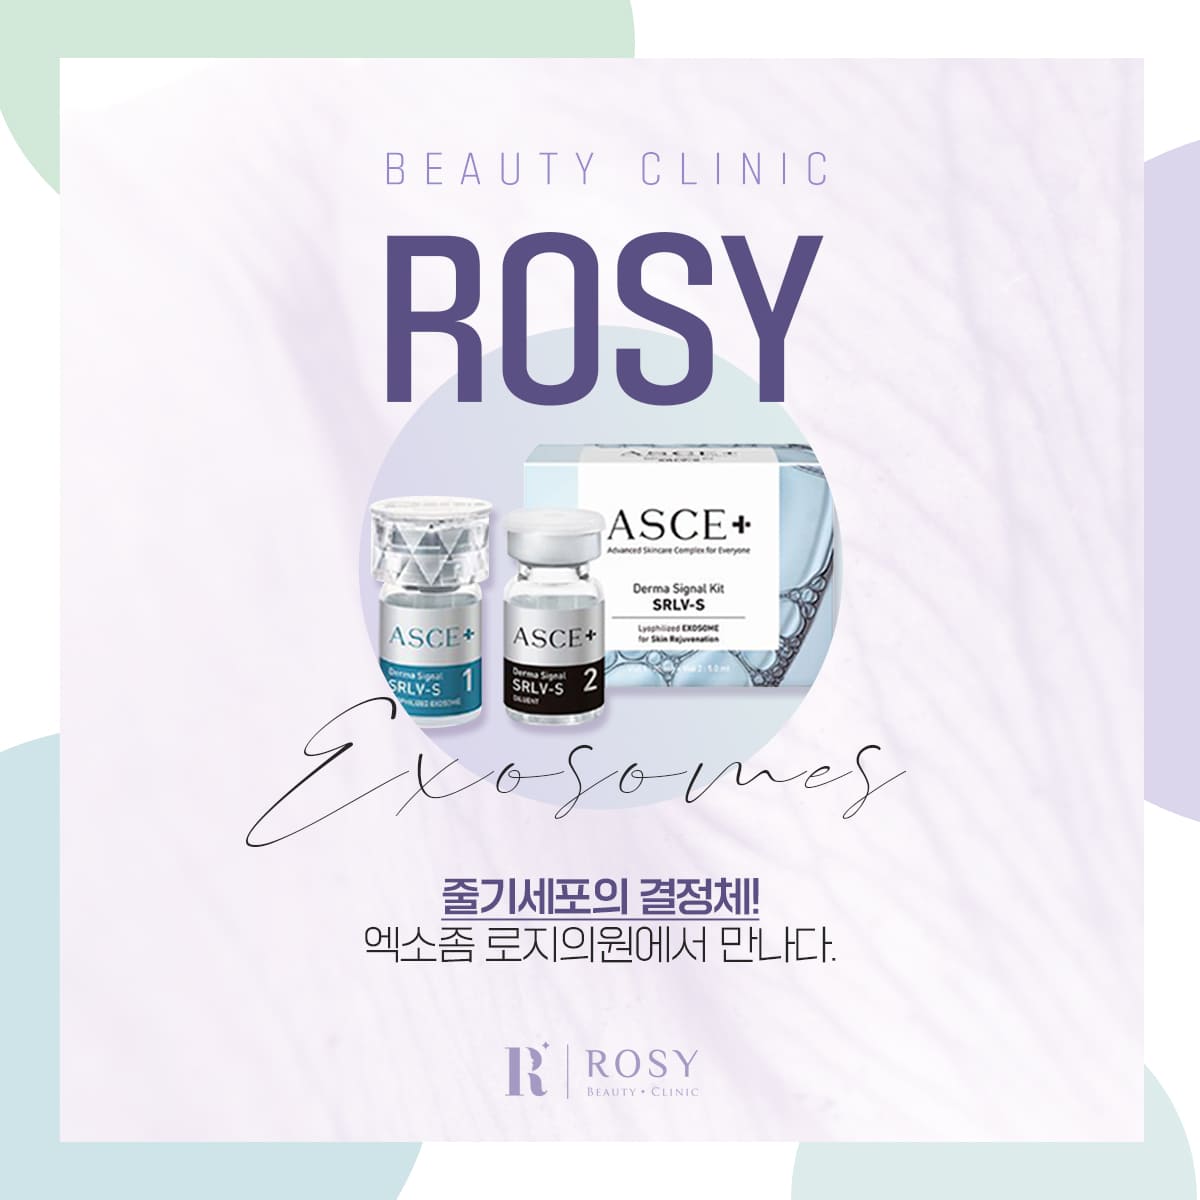 BEAUTY CLINIC
ROSY
ASCE+
Advanced Skincare Complex for Everyone
Derma Signal Kit
SRLV-S
Lyophilized EXOSOME
for Skin Rejuvenation
ASCE+
Derma Signal
SRLV-S 1
EXOSOME
ASCE+
Derma Signal
SRLV-S 2
DILUENT
Exosomes
줄기세포의 결정체!
엑소좀 로지의원에서 만나다.
R ROSY
BEAUTY • CLINIC